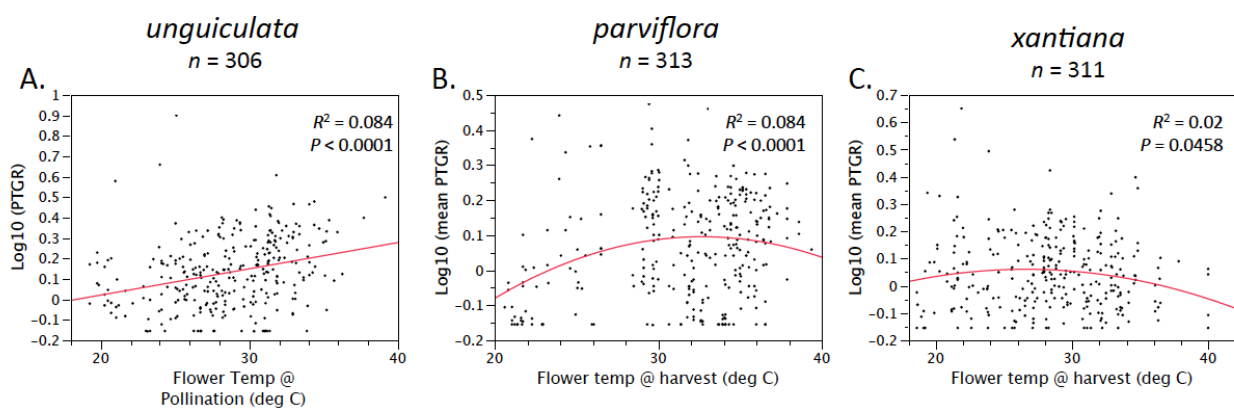 unguiculata
n = 306
A.
R² = 0.084
P < 0.0001
Log10 (PTGR)
1
0.9
0.8
0.7
0.6
0.5
0.4
0.3
0.2
0.1
0
−0.1
−0.2
20
30
40
Flower Temp @
Pollination (deg C)
parviflora
n = 313
B.
R² = 0.084
P < 0.0001
Log10 (mean PTGR)
0.5
0.4
0.3
0.2
0.1
0
−0.1
−0.2
20
30
40
Flower temp @ harvest (deg C)
xantiana
n = 311
C.
R² = 0.02
P = 0.0458
Log10 (mean PTGR)
0.7
0.6
0.5
0.4
0.3
0.2
0.1
0
−0.1
−0.2
20
30
40
Flower temp @ harvest (deg C)